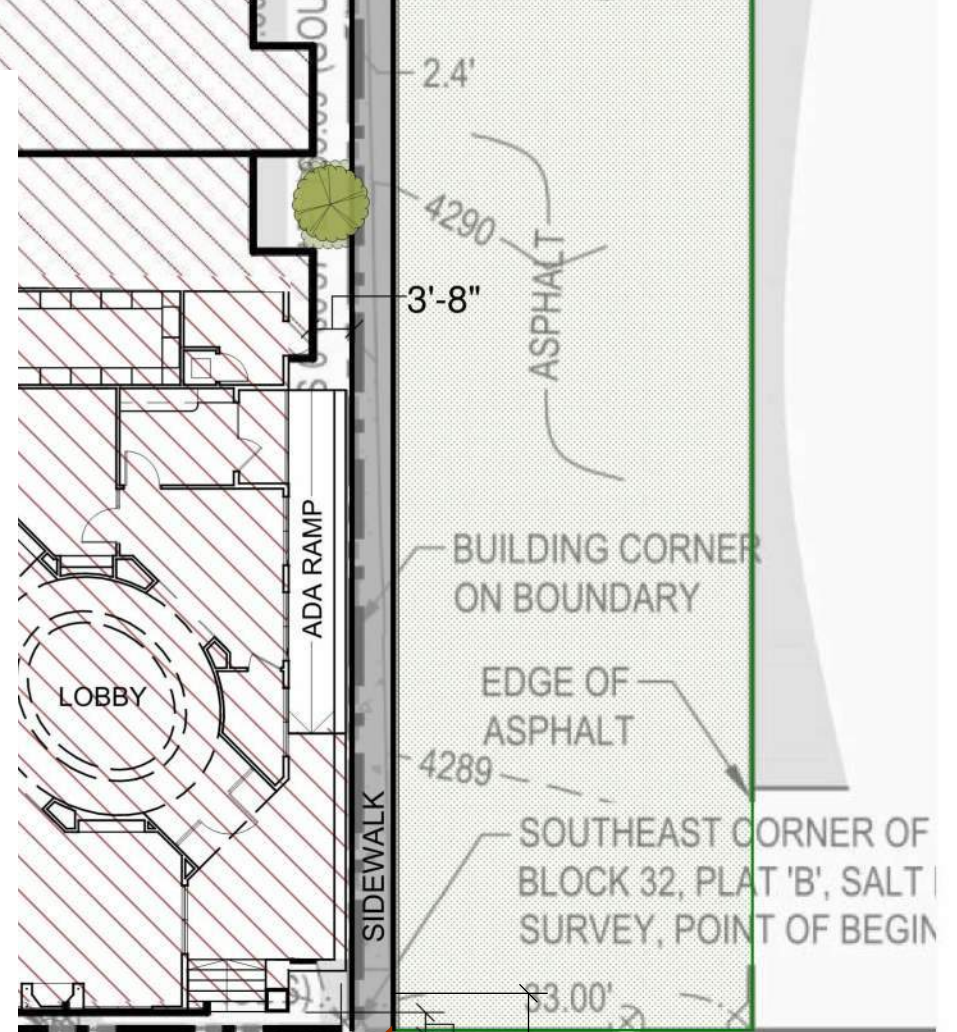 2.4'
4290
3'-8"
ASPHALT
BUILDING CORNER
ON BOUNDARY
ADA RAMP
EDGE OF
ASPHALT
LOBBY
4289
SIDEWALK
SOUTHEAST CORNER OF
BLOCK 32, PLAT 'B', SALT
SURVEY, POINT OF BEGIN
33.00'